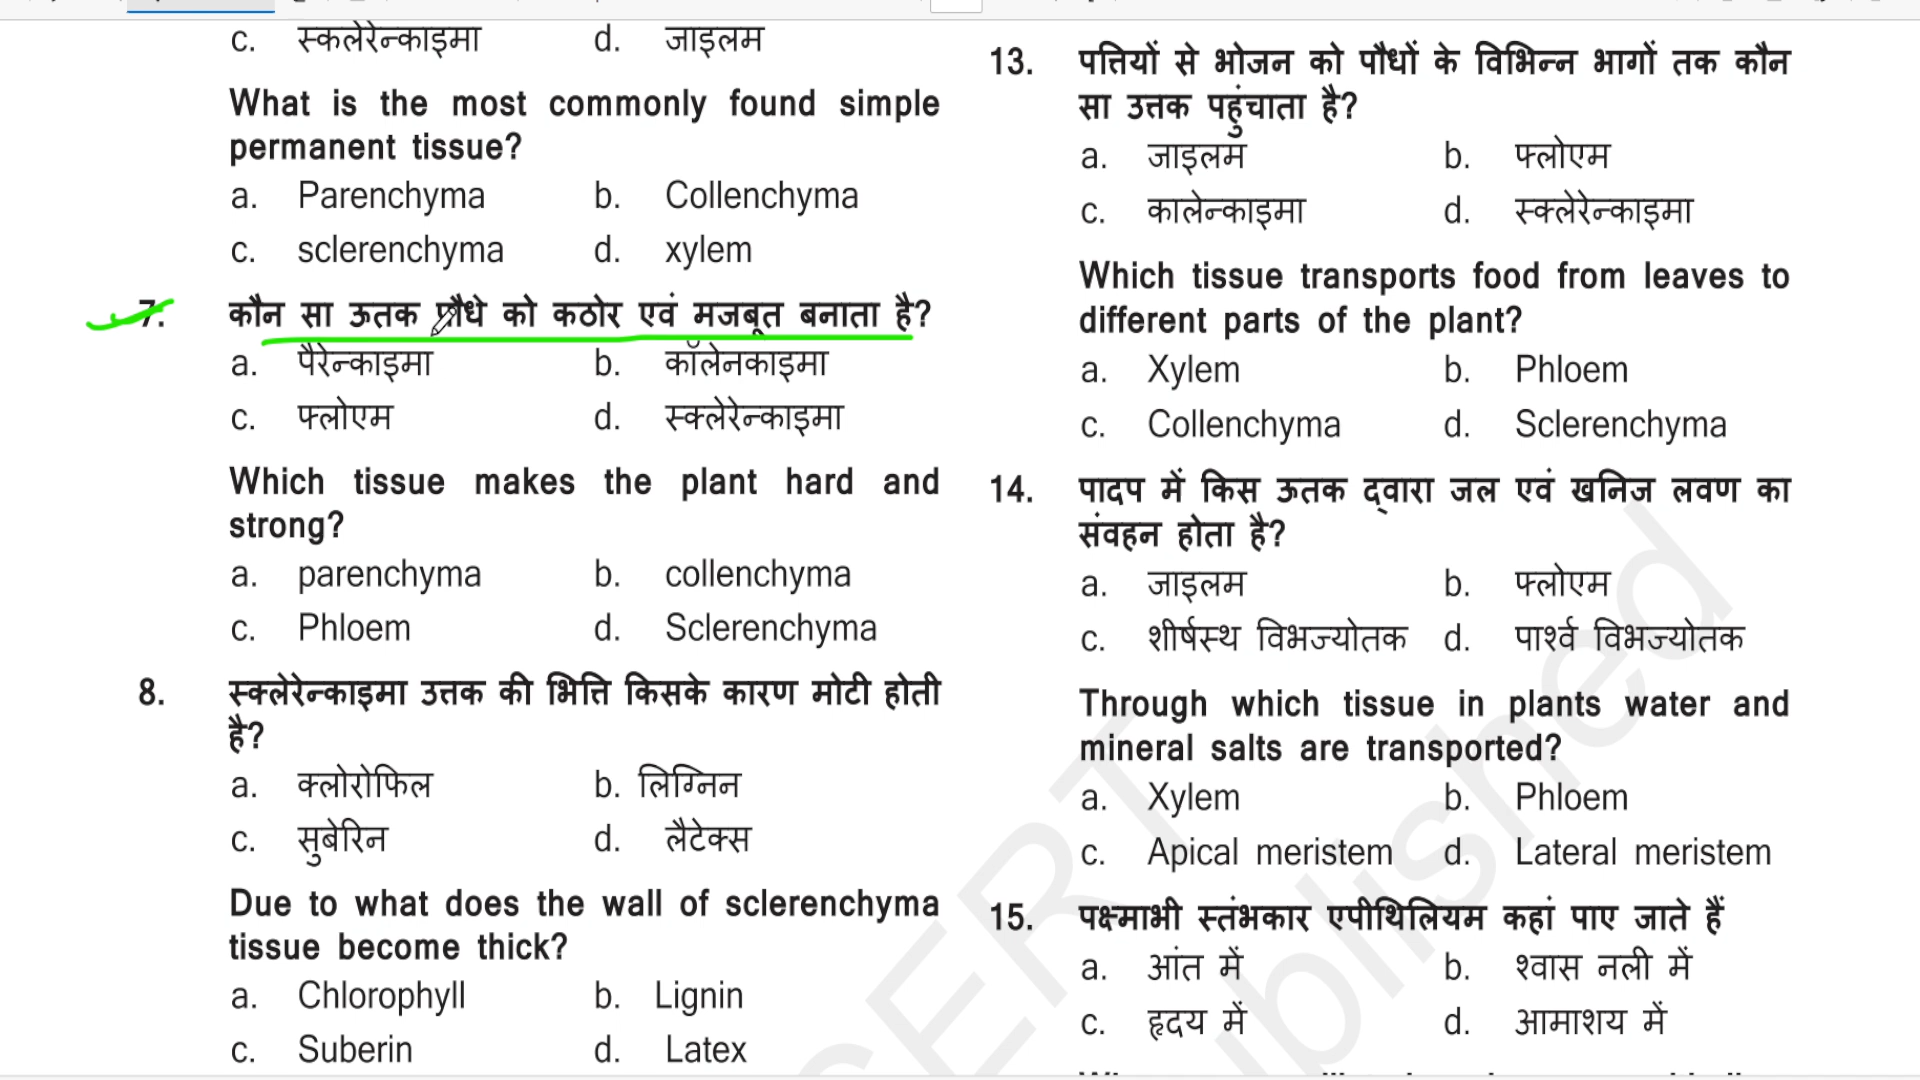 c. स्कलेरेन्काइमा d. जाइलम
What is the most commonly found simple
permanent tissue?
a. Parenchyma b. Collenchyma
c. sclerenchyma d. xylem
7. कौन सा ऊतक पौधे को कठोर एवं मजबूत बनाता है?
a. पैरेन्काइमा b. कॉलेनकाइमा
c. फ्लोएम d. स्क्लेरेन्काइमा
Which tissue makes the plant hard and
strong?
a. parenchyma b. collenchyma
c. Phloem d. Sclerenchyma
8. स्क्लेरेन्काइमा उत्तक की भित्ति किसके कारण मोटी होती
है?
a. क्लोरोफिल b. लिग्निन
c. सुबेरिन d. लैटेक्स
Due to what does the wall of sclerenchyma
tissue become thick?
a. Chlorophyll b. Lignin
c. Suberin d. Latex
13. पत्तियों से भोजन को पौधों के विभिन्न भागों तक कौन
सा उत्तक पहुंचाता है?
a. जाइलम b. फ्लोएम
c. कालेन्काइमा d. स्क्लेरेन्काइमा
Which tissue transports food from leaves to
different parts of the plant?
a. Xylem b. Phloem
c. Collenchyma d. Sclerenchyma
14. पादप में किस ऊतक द्वारा जल एवं खनिज लवण का
संवहन होता है?
a. जाइलम b. फ्लोएम
c. शीर्षस्थ विभज्योतक d. पार्श्व विभज्योतक
Through which tissue in plants water and
mineral salts are transported?
a. Xylem b. Phloem
c. Apical meristem d. Lateral meristem
15. पक्ष्माभी स्तंभकार एपीथिलियम कहां पाए जाते हैं
a. आंत में b. श्वास नली में
c. हृदय में d. आमाशय में